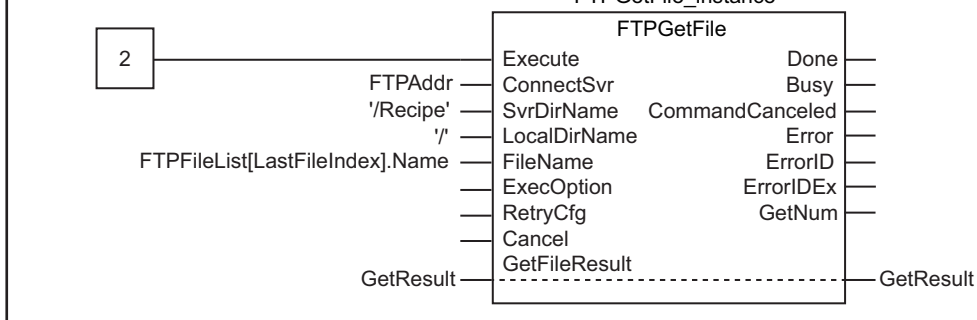 FTPGetFile_instance
FTPGetFile
2
Execute Done
FTPAddr ConnectSvr Busy
'/Recipe' SvrDirName CommandCanceled
'/' LocalDirName Error
FTPFileList[LastFileIndex].Name FileName ErrorID
ExecOption ErrorIDEx
RetryCfg GetNum
Cancel
GetFileResult
GetResult GetResult